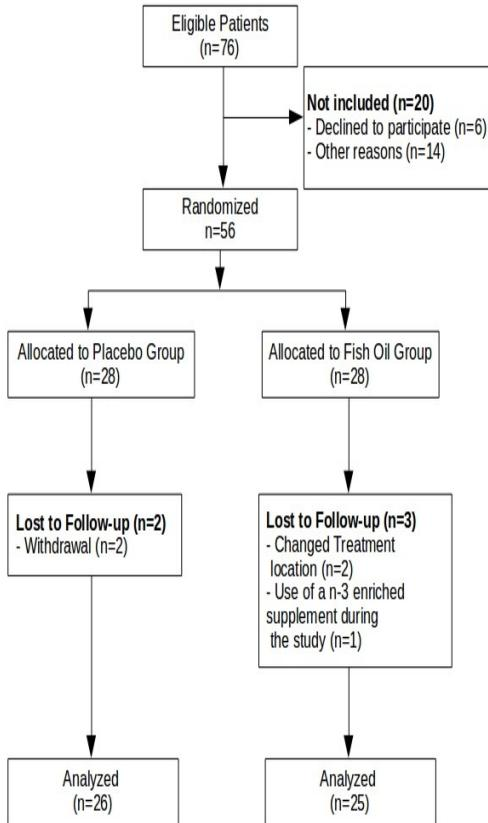 Eligible Patients
(n=76)
Not included (n=20)
- Declined to participate (n=6)
- Other reasons (n=14)
Randomized
n=56
Allocated to Placebo Group
(n=28)
Allocated to Fish Oil Group
(n=28)
Lost to Follow-up (n=2)
- Withdrawal (n=2)
Lost to Follow-up (n=3)
- Changed Treatment
location (n=2)
- Use of a n-3 enriched
supplement during
the study (n=1)
Analyzed
(n=26)
Analyzed
(n=25)